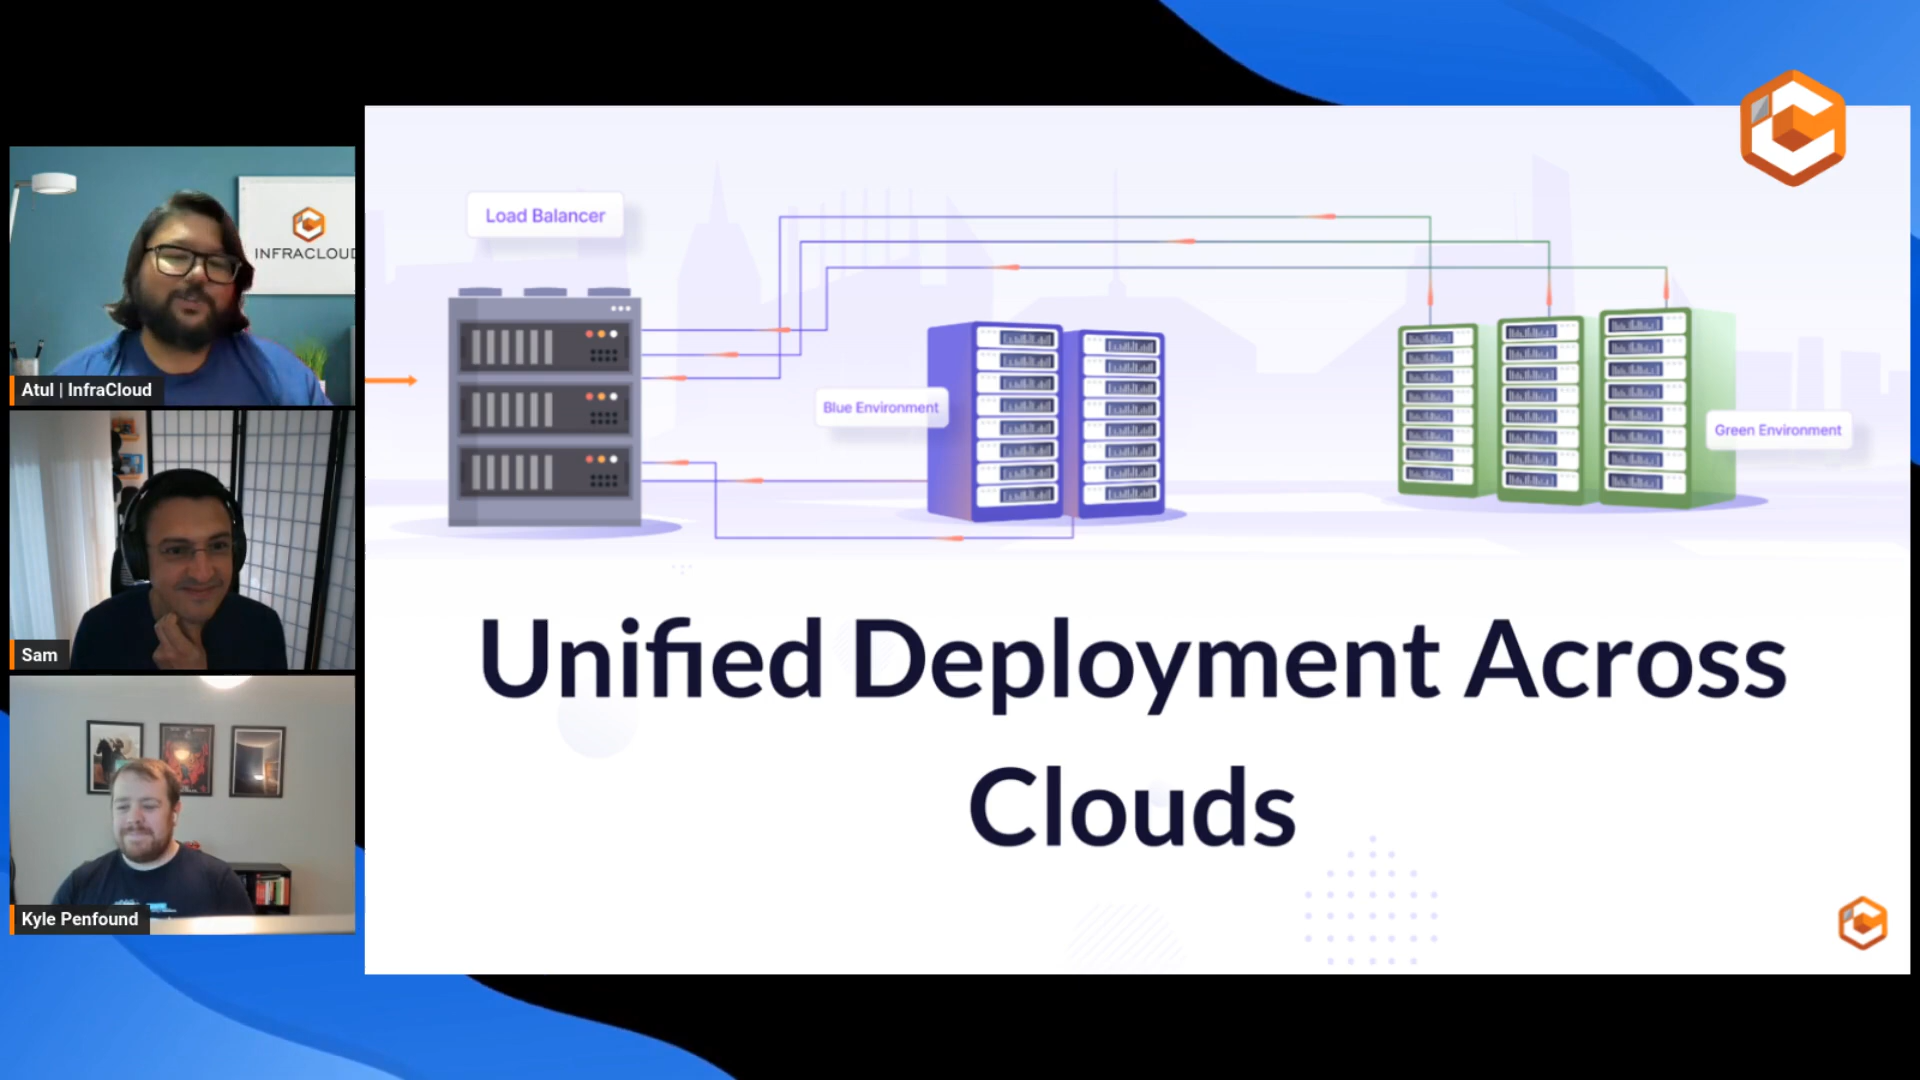 INFRACLOUD
Atul | InfraCloud
Sam
Kyle Penfound
Load Balancer
Blue Environment
Green Environment
Unified Deployment Across
Clouds